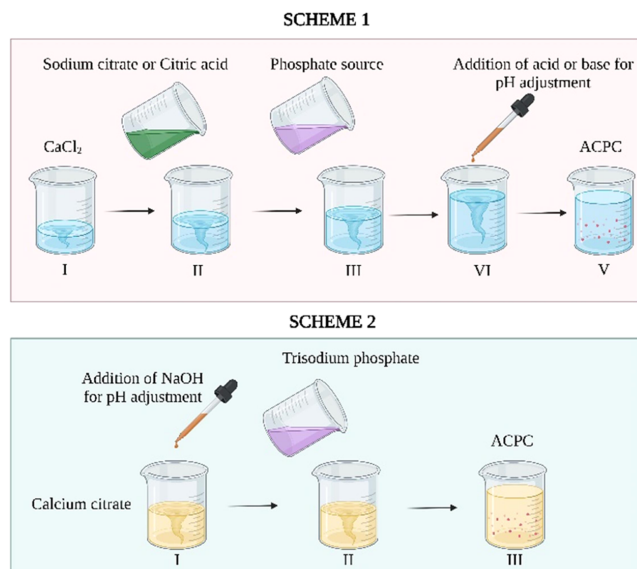 SCHEME 1
Sodium citrate or Citric acid
Phosphate source
Addition of acid or base for
pH adjustment
CaCl₂
ACPC
I
II
III
VI
V
SCHEME 2
Addition of NaOH
for pH adjustment
Trisodium phosphate
ACPC
Calcium citrate
I
II
III